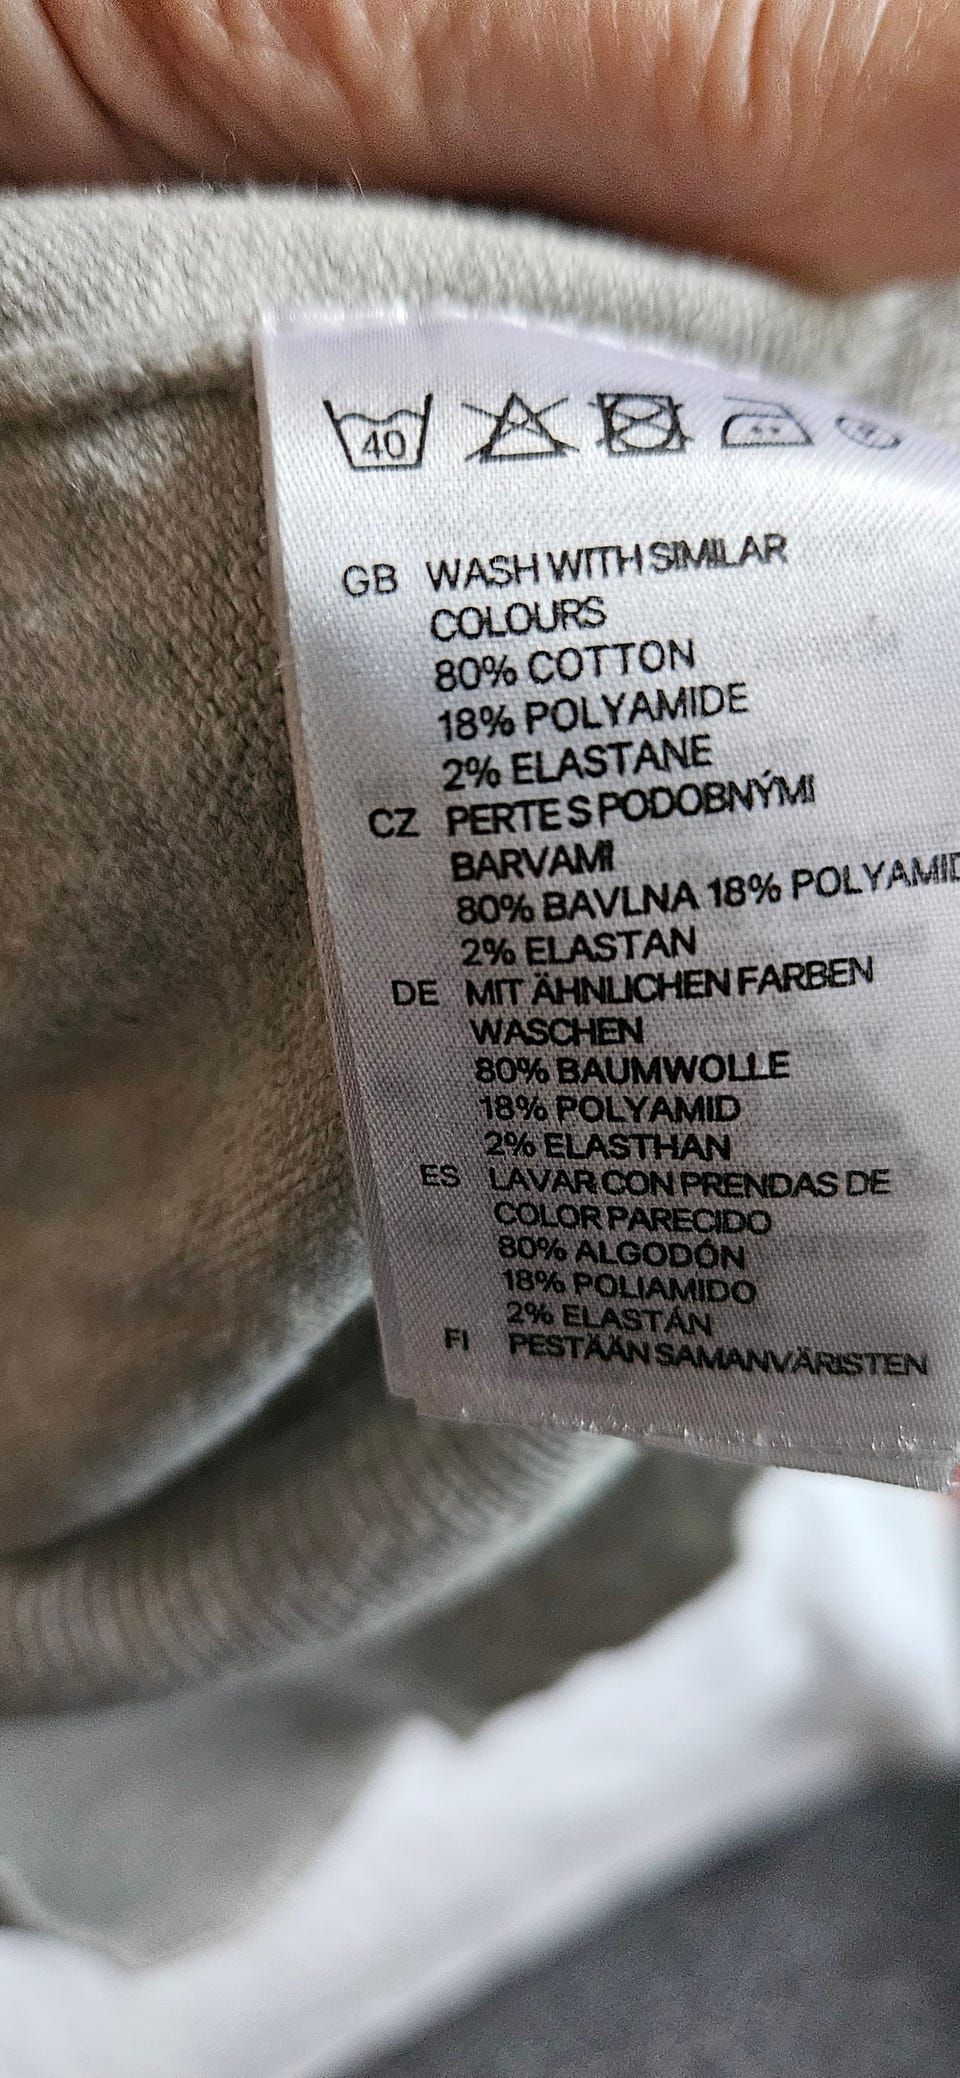 40
GB WASH WITH SIMILAR
COLOURS
80% COTTON
18% POLYAMIDE
2% ELASTANE
CZ PERTE S PODOBNÝMI
BARVAMI
80% BAVLNA 18% POLYAMID
2% ELASTAN
DE MIT ÄHNLICHEN FARBEN
WASCHEN
80% BAUMWOLLE
18% POLYAMID
2% ELASTHAN
ES LAVAR CON PRENDAS DE
COLOR PARECIDO
80% ALGODÓN
18% POLIAMIDO
2% ELASTÁN
FI PESTÄÄN SAMANVÄRISTEN